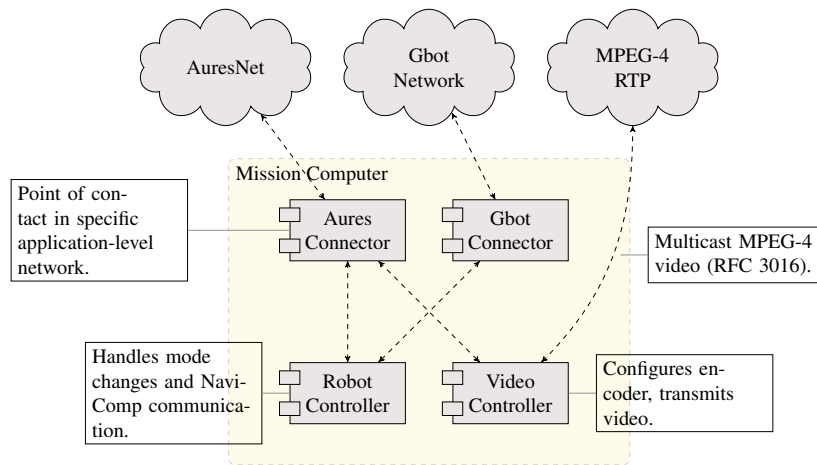 AuresNet
Gbot
Network
MPEG-4
RTP
Mission Computer
Point of con-
tact in specific
application-level
network.
Aures
Connector
Gbot
Connector
Multicast MPEG-4
video (RFC 3016).
Handles mode
changes and Navi-
Comp communica-
tion.
Robot
Controller
Video
Controller
Configures en-
coder, transmits
video.